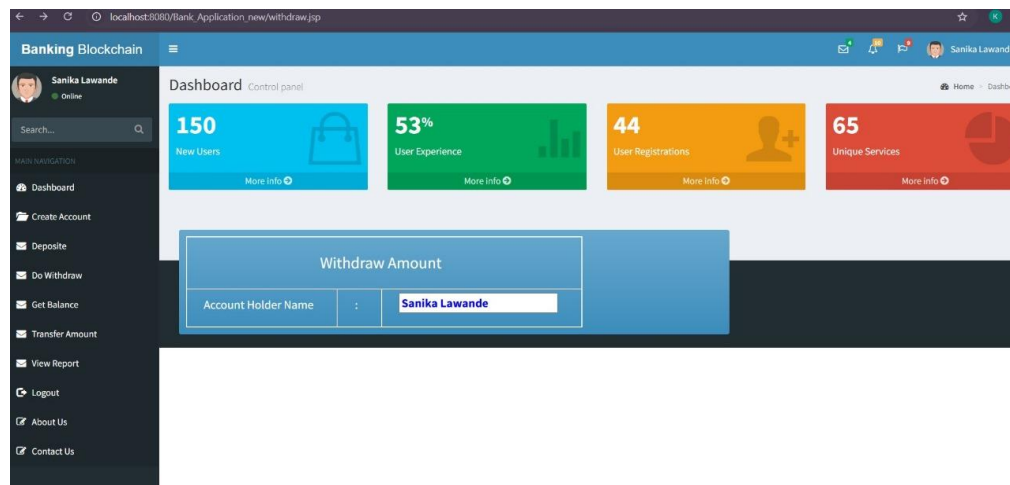 localhost:8080/Bank_Application_new/withdraw.jsp
K
Banking Blockchain
Sanika Lawand
Sanika Lawande
Online
Search...
MAIN NAVIGATION
Dashboard
Create Account
Deposite
Do Withdraw
Get Balance
Transfer Amount
View Report
Logout
About Us
Contact Us
Dashboard Control panel
Home > Dashb
150
New Users
More info
53%
User Experience
More info
44
User Registrations
More info
65
Unique Services
More info
Withdraw Amount
Account Holder Name : Sanika Lawande